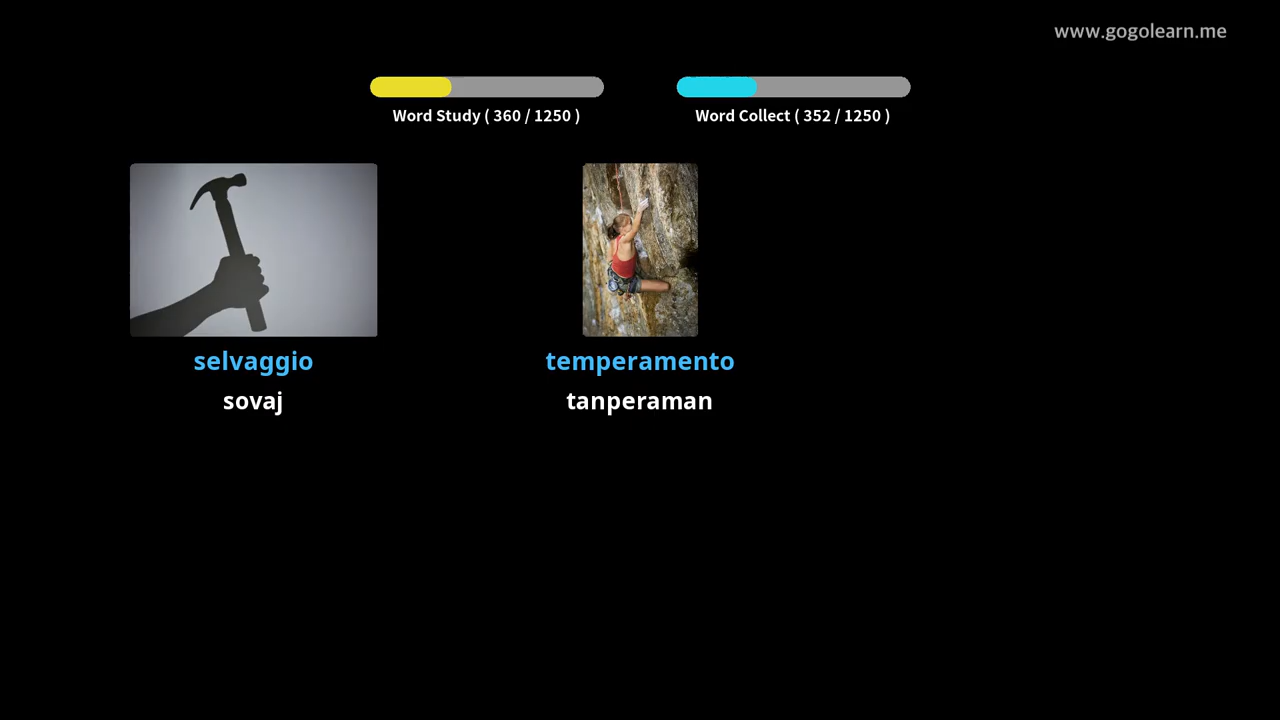 www.gogolearn.me
Word Study ( 360 / 1250 )
Word Collect ( 352 / 1250 )
selvaggio
sovaj
temperamento
tanperaman